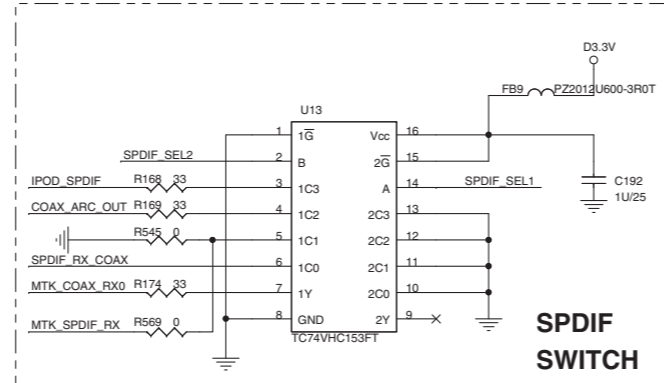 D3.3V
FB9 PZ2012U600-3R0T
U13
1 1G Vcc 16
SPDIF_SEL2 2 B 2G 15
IPOD_SPDIF R168 33 3 1C3 A 14 SPDIF_SEL1
C192
1U/25
COAX_ARC_OUT R169 33 4 1C2 2C3 13
R545 0 5 1C1 2C2 12
SPDIF_RX_COAX 6 1C0 2C1 11
MTK_COAX_RX0 R174 33 7 1Y 2C0 10
MTK_SPDIF_RX R569 0 8 GND 2Y 9
TC74VHC153FT
SPDIF
SWITCH